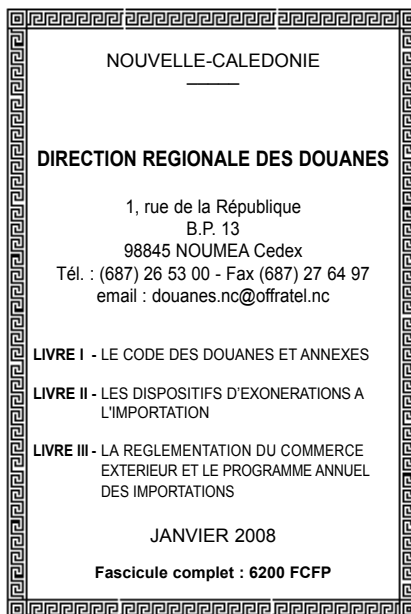 NOUVELLE-CALEDONIE
DIRECTION REGIONALE DES DOUANES
1, rue de la République
B.P. 13
98845 NOUMEA Cedex
Tél. : (687) 26 53 00 - Fax (687) 27 64 97
email : douanes.nc@offratel.nc
LIVRE I - LE CODE DES DOUANES ET ANNEXES
LIVRE II - LES DISPOSITIFS D'EXONERATIONS A
L'IMPORTATION
LIVRE III - LA REGLEMENTATION DU COMMERCE
EXTERIEUR ET LE PROGRAMME ANNUEL
DES IMPORTATIONS
JANVIER 2008
Fascicule complet : 6200 FCFP